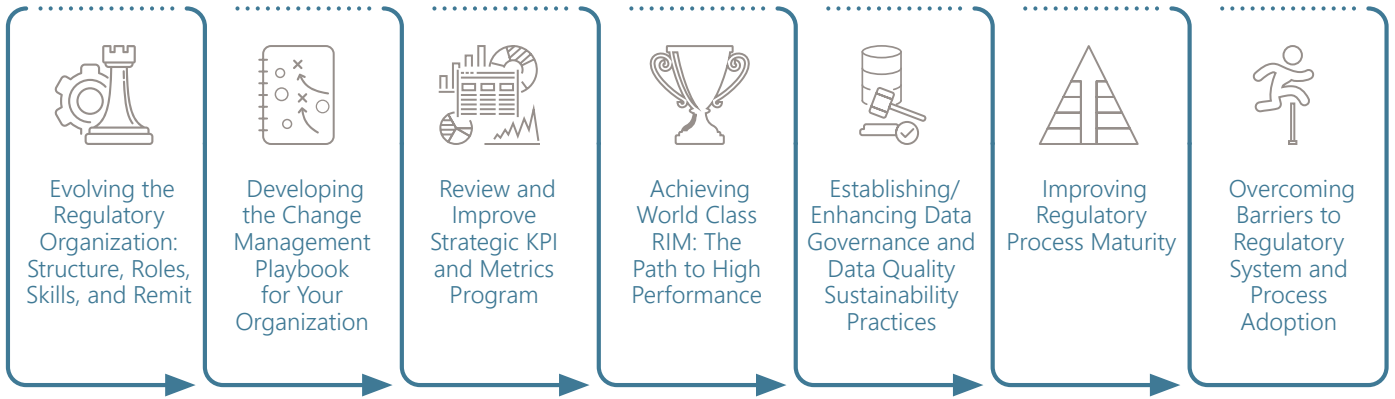 Evolving the
Regulatory
Organization:
Structure, Roles,
Skills, and Remit
Developing
the Change
Management
Playbook
for Your
Organization
Review and
Improve
Strategic KPI
and Metrics
Program
Achieving
World Class
RIM: The
Path to High
Performance
Establishing/
Enhancing Data
Governance and
Data Quality
Sustainability
Practices
Improving
Regulatory
Process Maturity
Overcoming
Barriers to
Regulatory
System and
Process
Adoption